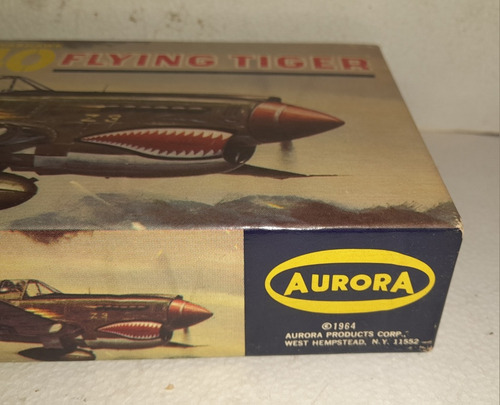 FLYING TIGER
AURORA
©1964
AURORA PRODUCTS CORP.,
WEST HEMPSTEAD, N.Y. 11552